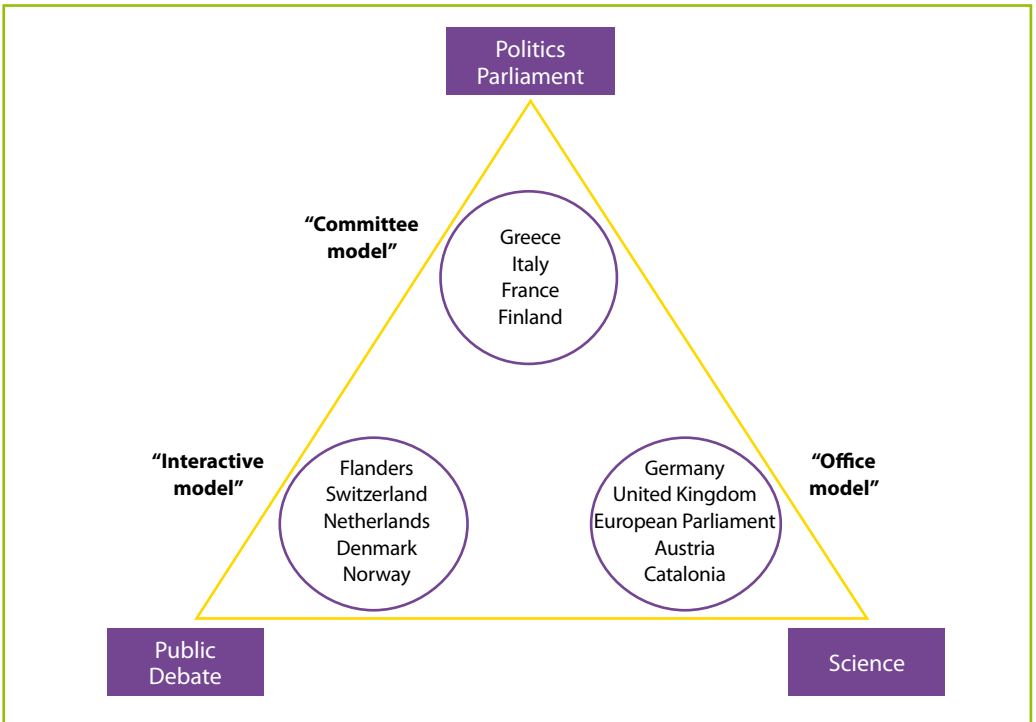 Politics
Parliament
“Committee
model”
Greece
Italy
France
Finland
“Interactive
model”
Flanders
Switzerland
Netherlands
Denmark
Norway
Germany
United Kingdom
European Parliament
Austria
Catalonia
“Office
model”
Public
Debate
Science